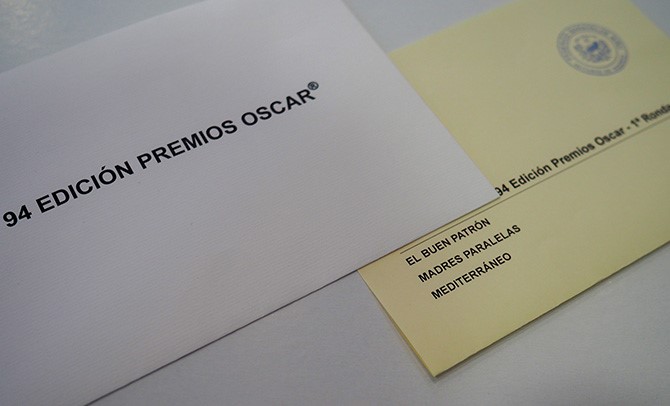 94 EDICIÓN PREMIOS OSCAR®
94 Edición Premios Oscar - 1ª Ronda
EL BUEN PATRÓN
MADRES PARALELAS
MEDITERRÁNEO